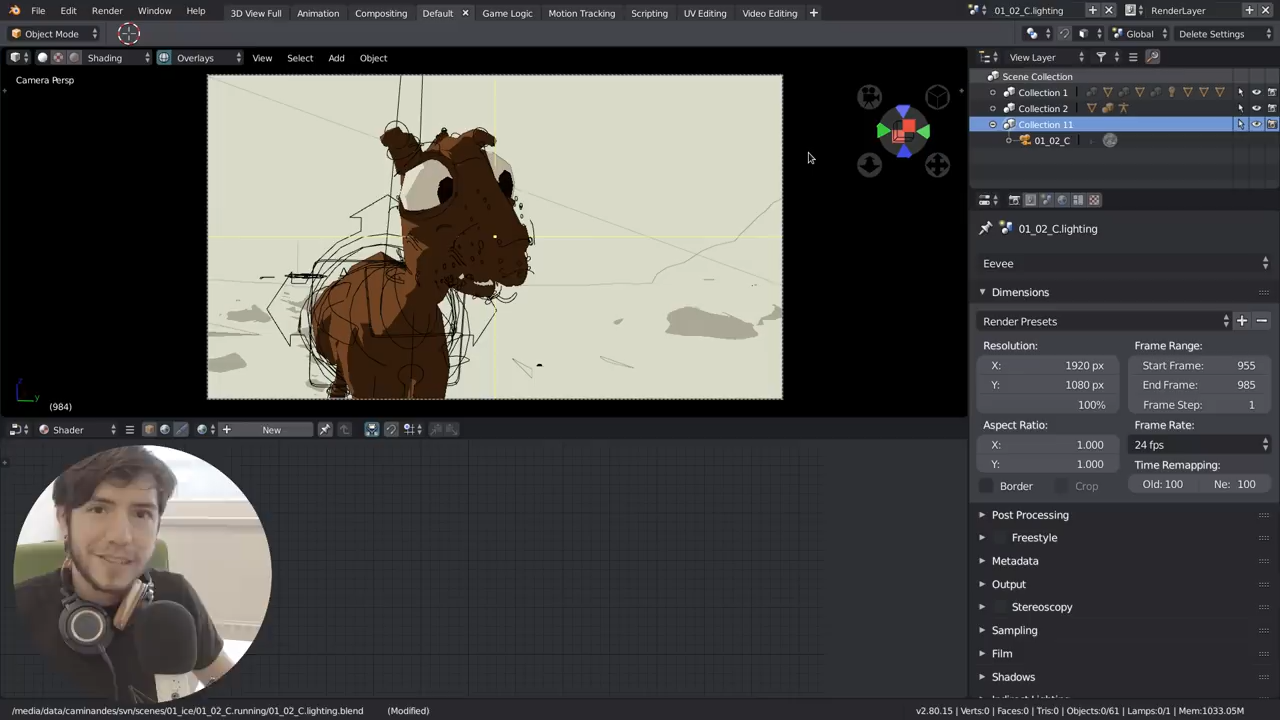 File Edit Render Window Help 3D View Full Animation Compositing Default Game Logic Motion Tracking Scripting UV Editing Video Editing 01_02_C.lighting RenderLayer
Object Mode Global Delete Settings
Shading Overlays View Select Add Object View Layer
Camera Persp
Scene Collection
Collection 1
Collection 2
Collection 11
01_02_C
01_02_C.lighting
Eevee
Dimensions
Render Presets
Resolution: Frame Range:
X: 1920 px Start Frame: 955
Y: 1080 px End Frame: 985
100% Frame Step: 1
Aspect Ratio: Frame Rate:
X: 1.000 24 fps
Y: 1.000 Time Remapping:
Border Crop Old: 100 Ne: 100
Post Processing
Freestyle
Metadata
Output
Stereoscopy
Sampling
Film
Shadows
z
y
(984)
Shader New
/media/data/caminandes/svn/scenes/01_ice/01_02_C.running/01_02_C.lighting.blend (Modified) v2.80.15 | Verts:0 | Faces:0 | Tris:0 | Objects:0/61 | Lamps:0/1 | Mem:1033.05M